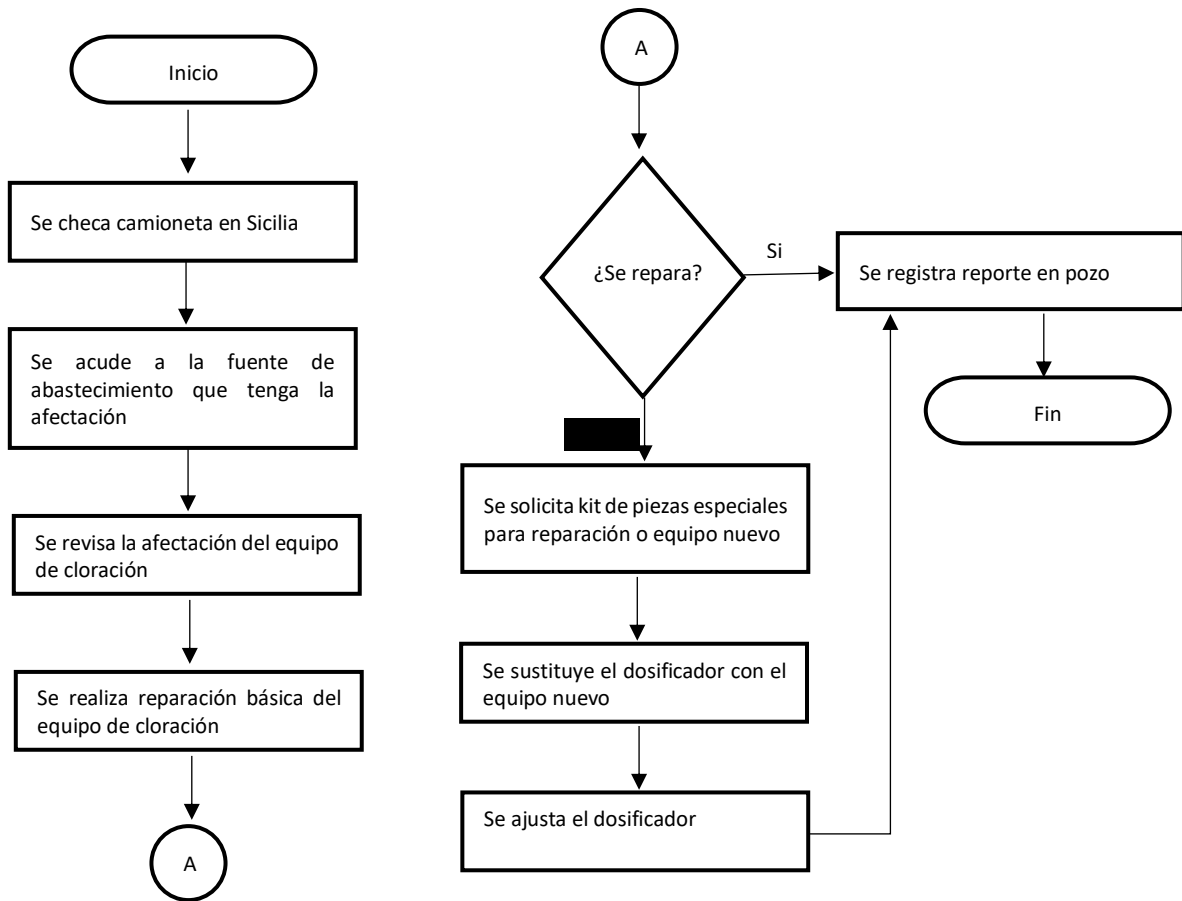 Inicio
Se checa camioneta en Sicilia
Se acude a la fuente de
abastecimiento que tenga la
afectación
Se revisa la afectación del equipo
de cloración
Se realiza reparación básica del
equipo de cloración
A
A
¿Se repara?
Si
Se registra reporte en pozo
Fin
Se solicita kit de piezas especiales
para reparación o equipo nuevo
Se sustituye el dosificador con el
equipo nuevo
Se ajusta el dosificador